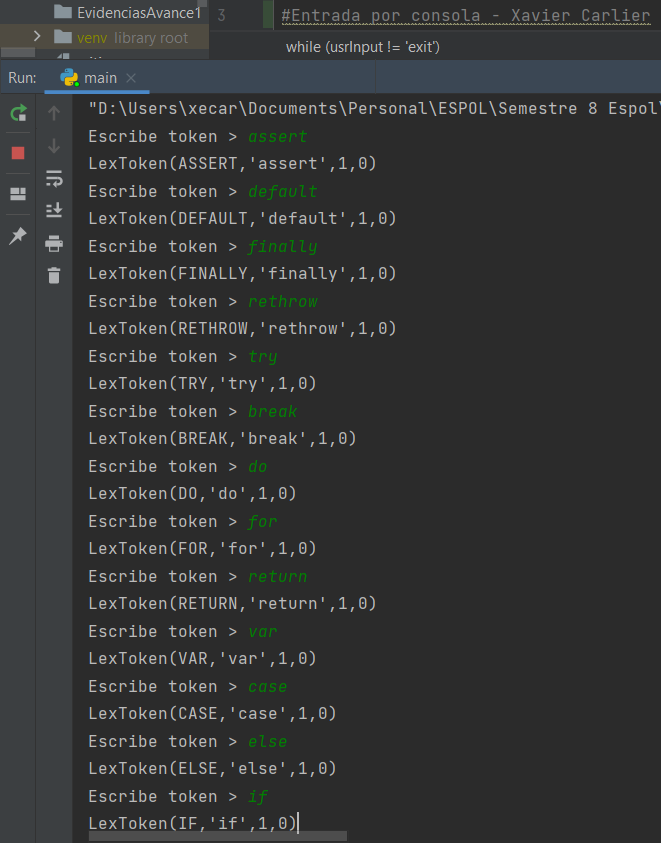 EvidenciasAvance1
venv library root
3 #Entrada por consola - Xavier Carlier
while (usrInput != 'exit')
Run: main
"D:\Users\xecar\Documents\Personal\ESPOL\Semestre 8 Espol\
Escribe token > assert
LexToken(ASSERT,'assert',1,0)
Escribe token > default
LexToken(DEFAULT,'default',1,0)
Escribe token > finally
LexToken(FINALLY,'finally',1,0)
Escribe token > rethrow
LexToken(RETHROW,'rethrow',1,0)
Escribe token > try
LexToken(TRY,'try',1,0)
Escribe token > break
LexToken(BREAK,'break',1,0)
Escribe token > do
LexToken(DO,'do',1,0)
Escribe token > for
LexToken(FOR,'for',1,0)
Escribe token > return
LexToken(RETURN,'return',1,0)
Escribe token > var
LexToken(VAR,'var',1,0)
Escribe token > case
LexToken(CASE,'case',1,0)
Escribe token > else
LexToken(ELSE,'else',1,0)
Escribe token > if
LexToken(IF,'if',1,0)